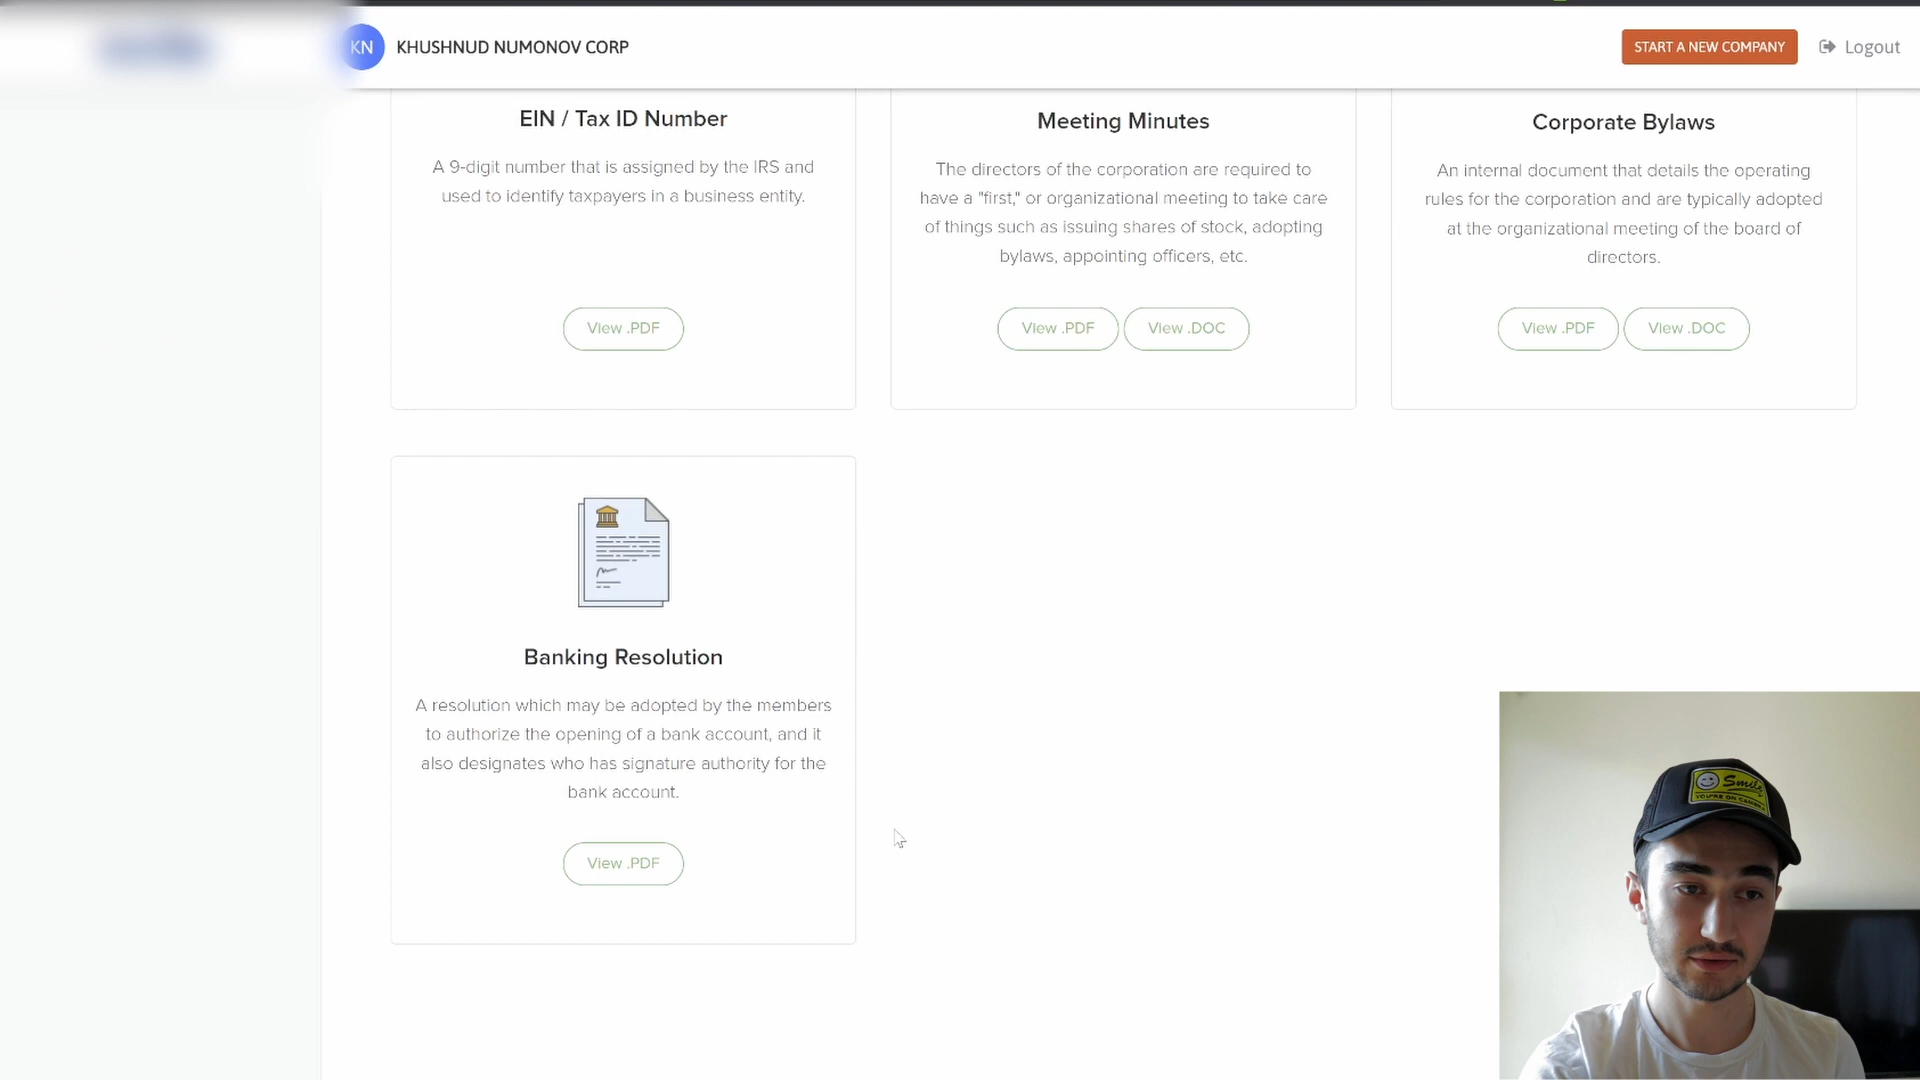 KN KHUSHNUD NUMONOV CORP
START A NEW COMPANY
Logout
EIN / Tax ID Number
A 9-digit number that is assigned by the IRS and
used to identify taxpayers in a business entity.
View .PDF
Meeting Minutes
The directors of the corporation are required to
have a "first," or organizational meeting to take care
of things such as issuing shares of stock, adopting
bylaws, appointing officers, etc.
View .PDF View .DOC
Corporate Bylaws
An internal document that details the operating
rules for the corporation and are typically adopted
at the organizational meeting of the board of
directors.
View .PDF View .DOC
Banking Resolution
A resolution which may be adopted by the members
to authorize the opening of a bank account, and it
also designates who has signature authority for the
bank account.
View .PDF
Smile
YOU'RE ON CAMERA